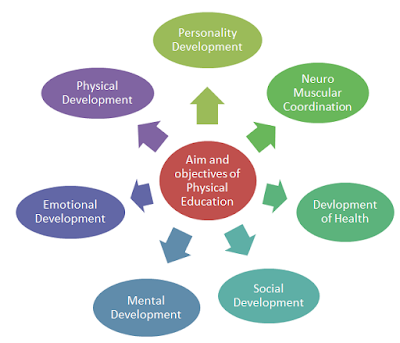 Personality
Development
Neuro
Muscular
Coordination
Physical
Development
Aim and
objectives of
Physical
Education
Emotional
Development
Devlopment
of Health
Mental
Development
Social
Development